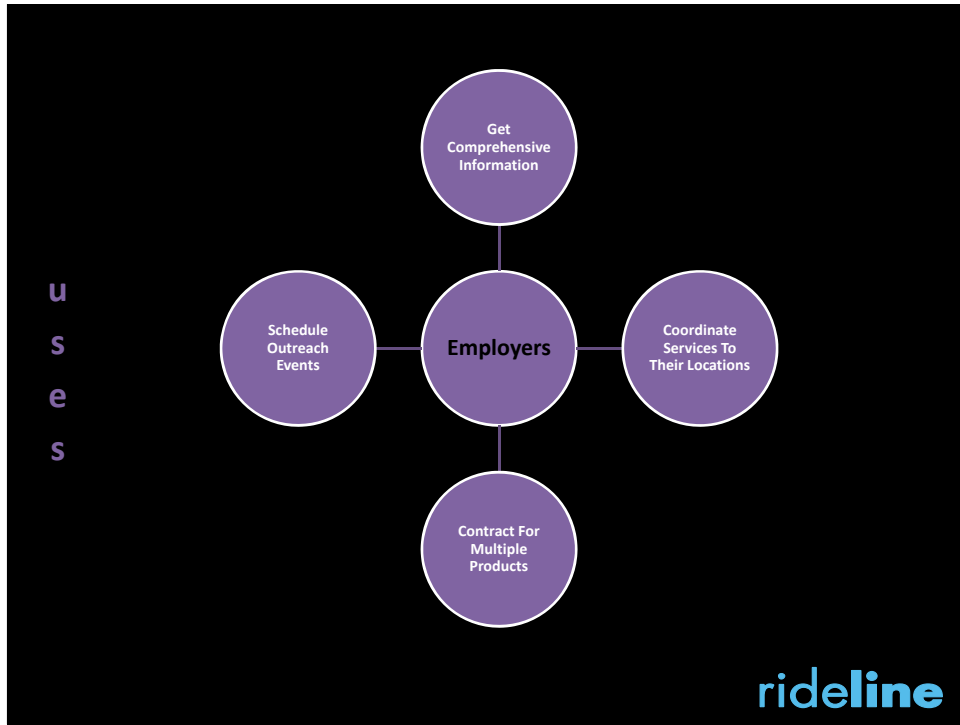 Get
Comprehensive
Information
u
s
e
s
Schedule
Outreach
Events
Employers
Coordinate
Services To
Their Locations
Contract For
Multiple
Products
rideline